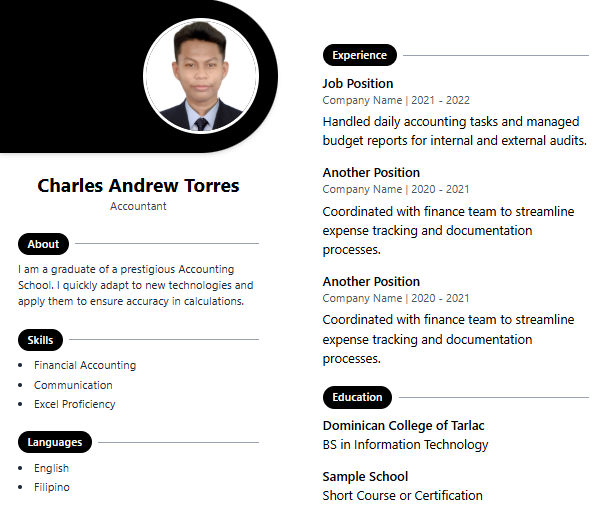 Charles Andrew Torres
Accountant
About
I am a graduate of a prestigious Accounting
School. I quickly adapt to new technologies and
apply them to ensure accuracy in calculations.
Skills
Financial Accounting
Communication
Excel Proficiency
Languages
English
Filipino
Experience
Job Position
Company Name | 2021 - 2022
Handled daily accounting tasks and managed
budget reports for internal and external audits.
Another Position
Company Name | 2020 - 2021
Coordinated with finance team to streamline
expense tracking and documentation
processes.
Another Position
Company Name | 2020 - 2021
Coordinated with finance team to streamline
expense tracking and documentation
processes.
Education
Dominican College of Tarlac
BS in Information Technology
Sample School
Short Course or Certification